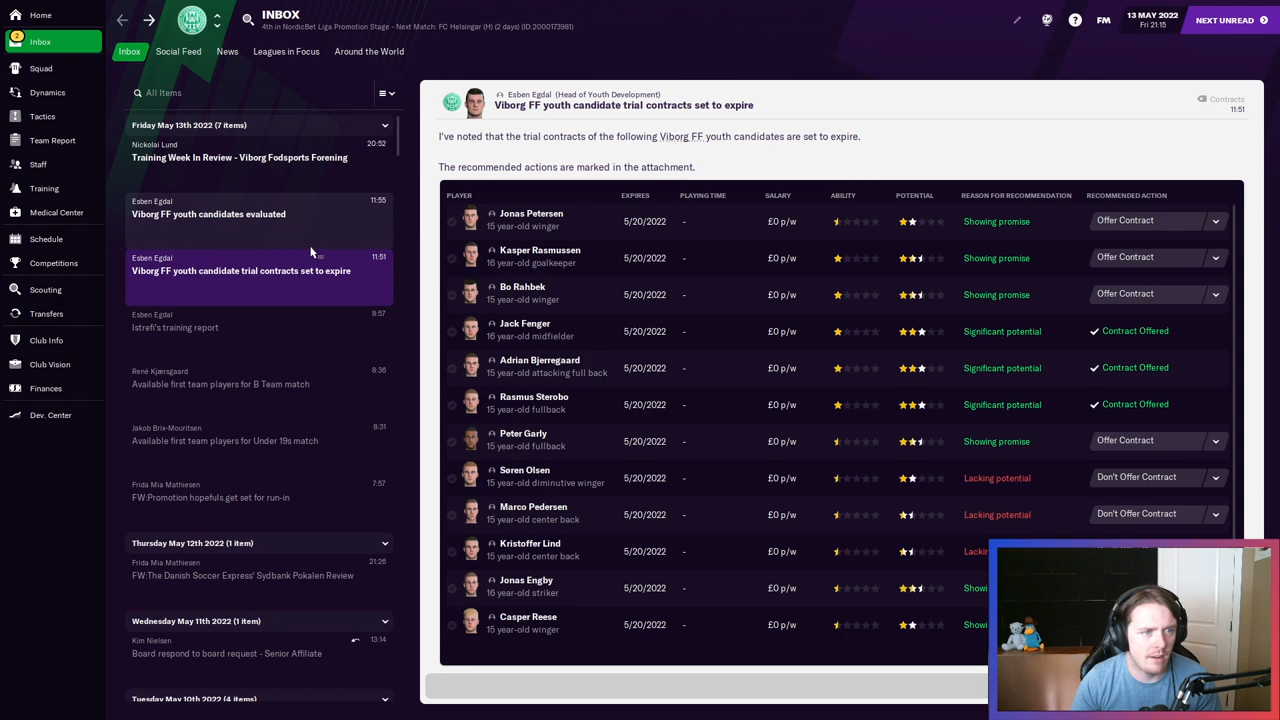 Home
2
Inbox
Squad
Dynamics
Tactics
Team Report
Staff
Training
Medical Center
Schedule
Competitions
Scouting
Transfers
Club Info
Club Vision
Finances
Dev. Center
INBOX
4th in NordicBet Liga Promotion Stage - Next Match: FC Helsingør (H) (2 days) (ID:2000173981)
FM
13 MAY 2022
Fri 21:15
NEXT UNREAD
Inbox
Social Feed
News
Leagues in Focus
Around the World
All Items
Friday May 13th 2022 (7 items)
Nickolai Lund
20:52
Training Week In Review - Viborg Fodsports Forening
Esben Egdal
11:55
Viborg FF youth candidates evaluated
Esben Egdal
11:51
Viborg FF youth candidate trial contracts set to expire
Esben Egdal
8:57
Istrefi's training report
René Kjærsgaard
8:36
Available first team players for B Team match
Jakob Brix-Mouritsen
8:31
Available first team players for Under 19s match
Frida Mia Mathiesen
7:57
FW:Promotion hopefuls get set for run-in
Thursday May 12th 2022 (1 item)
Frida Mia Mathiesen
21:26
FW:The Danish Soccer Express' Sydbank Pokalen Review
Wednesday May 11th 2022 (1 item)
Kim Nielsen
13:14
Board respond to board request - Senior Affiliate
Tuesday May 10th 2022 (4 items)
Esben Egdal (Head of Youth Development)
Viborg FF youth candidate trial contracts set to expire
Contracts
11:51
I've noted that the trial contracts of the following Viborg FF youth candidates are set to expire.
The recommended actions are marked in the attachment.
PLAYER EXPIRES PLAYING TIME SALARY ABILITY POTENTIAL REASON FOR RECOMMENDATION RECOMMENDED ACTION
Jonas Petersen
15 year-old winger
5/20/2022 - £0 p/w Showing promise Offer Contract
Kasper Rasmussen
16 year-old goalkeeper
5/20/2022 - £0 p/w Showing promise Offer Contract
Bo Rahbek
15 year-old winger
5/20/2022 - £0 p/w Showing promise Offer Contract
Jack Fenger
16 year-old midfielder
5/20/2022 - £0 p/w Significant potential Contract Offered
Adrian Bjerregaard
15 year-old attacking full back
5/20/2022 - £0 p/w Significant potential Contract Offered
Rasmus Sterobo
15 year-old fullback
5/20/2022 - £0 p/w Significant potential Contract Offered
Peter Garly
15 year-old fullback
5/20/2022 - £0 p/w Showing promise Offer Contract
Søren Olsen
15 year-old diminutive winger
5/20/2022 - £0 p/w Lacking potential Don't Offer Contract
Marco Pedersen
15 year-old center back
5/20/2022 - £0 p/w Lacking potential Don't Offer Contract
Kristoffer Lind
15 year-old center back
5/20/2022 - £0 p/w
Jonas Engby
16 year-old striker
5/20/2022 - £0 p/w
Casper Reese
15 year-old winger
5/20/2022 - £0 p/w